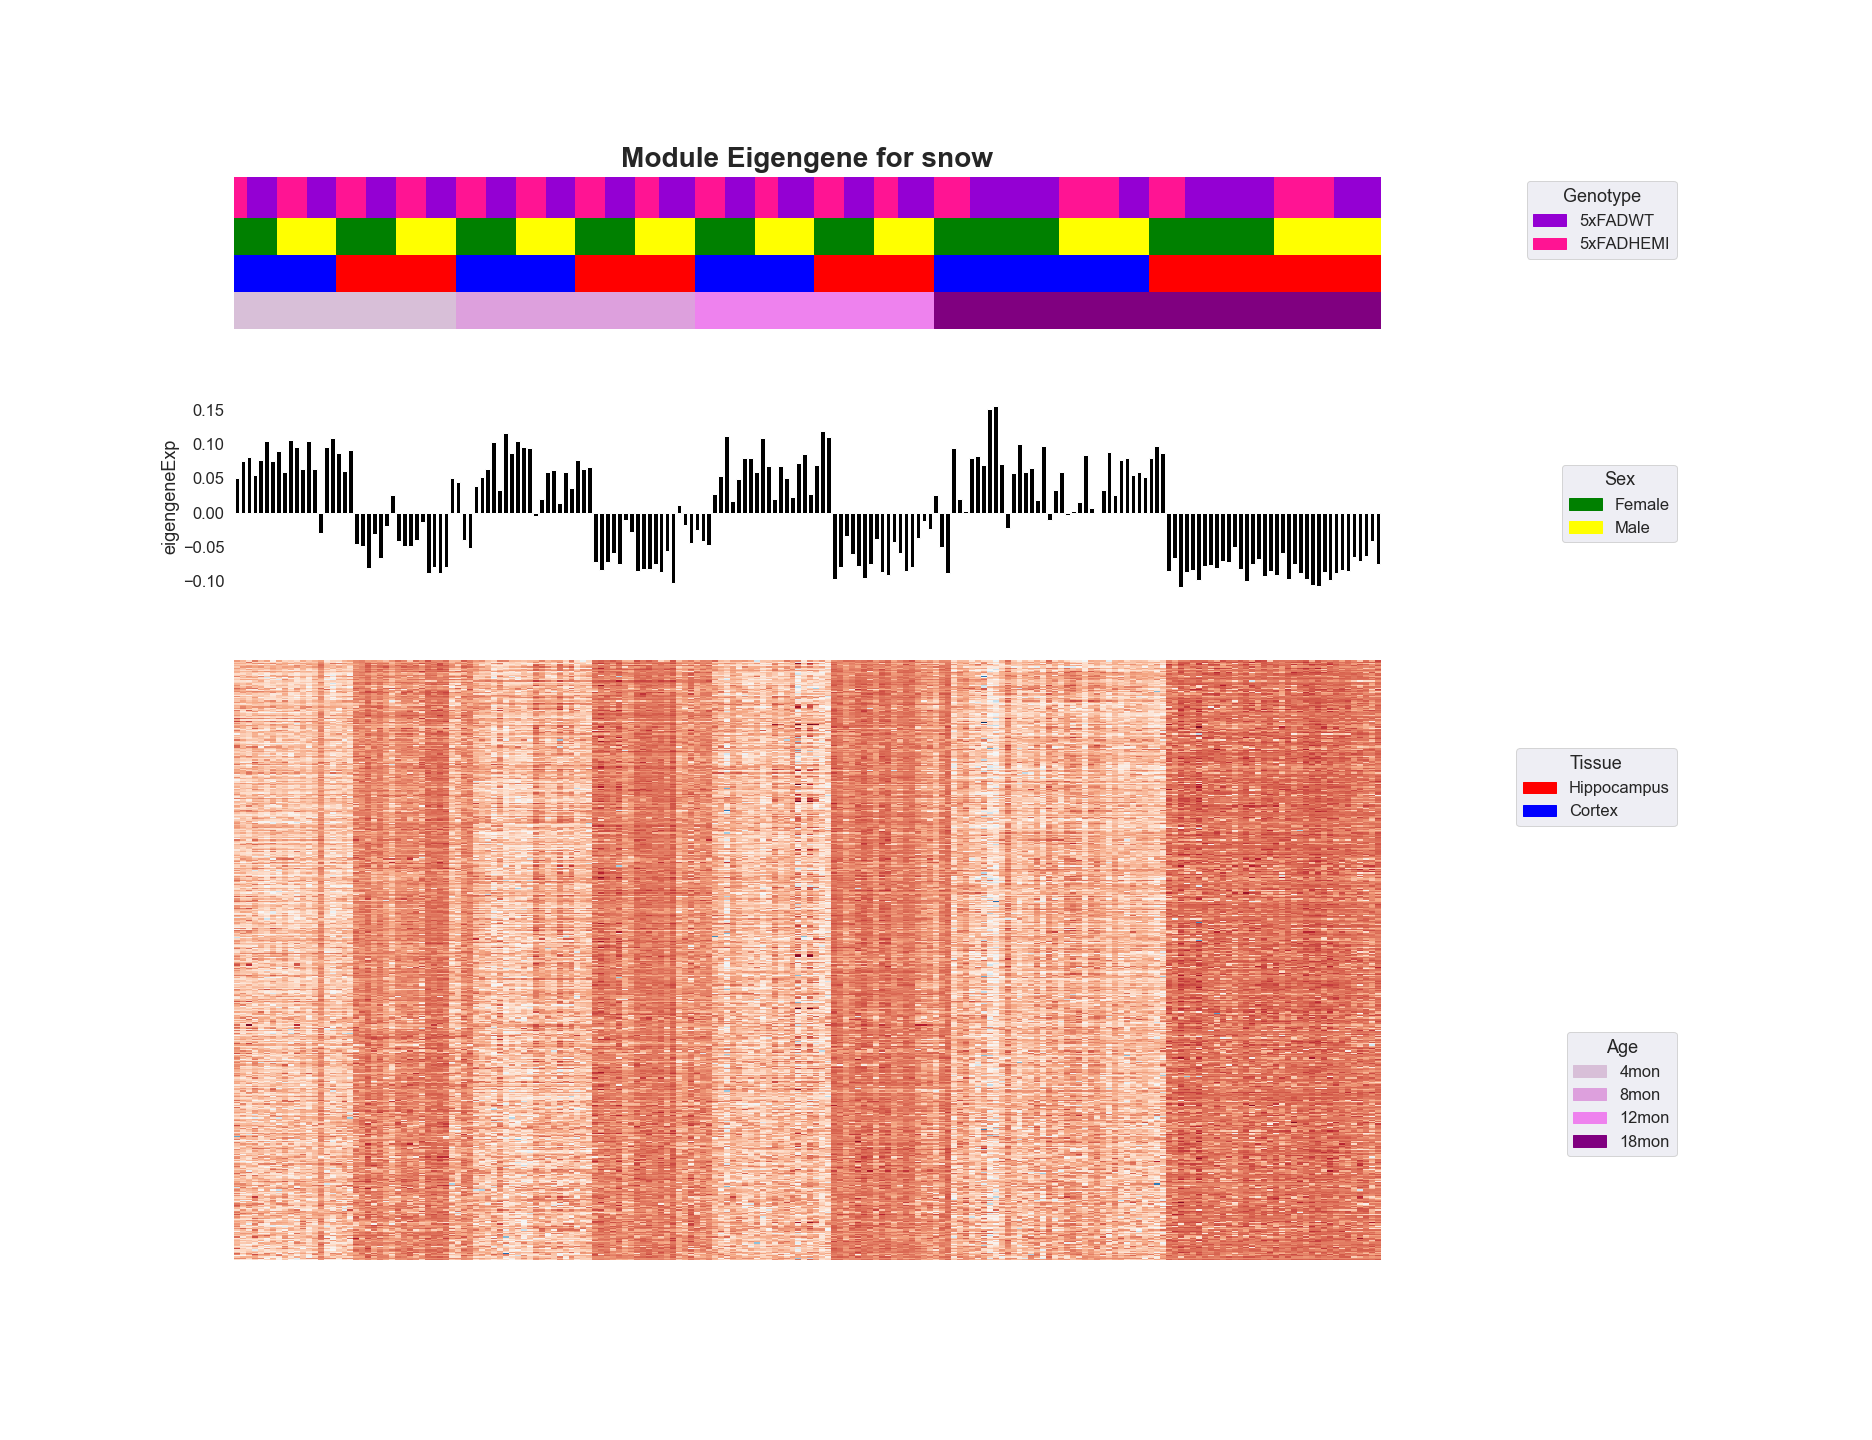 Module Eigengene for snow
Genotype
5xFADWT
5xFADHEMI
eigengeneExp
0.15
0.10
0.05
0.00
−0.05
−0.10
Sex
Female
Male
Tissue
Hippocampus
Cortex
Age
4mon
8mon
12mon
18mon